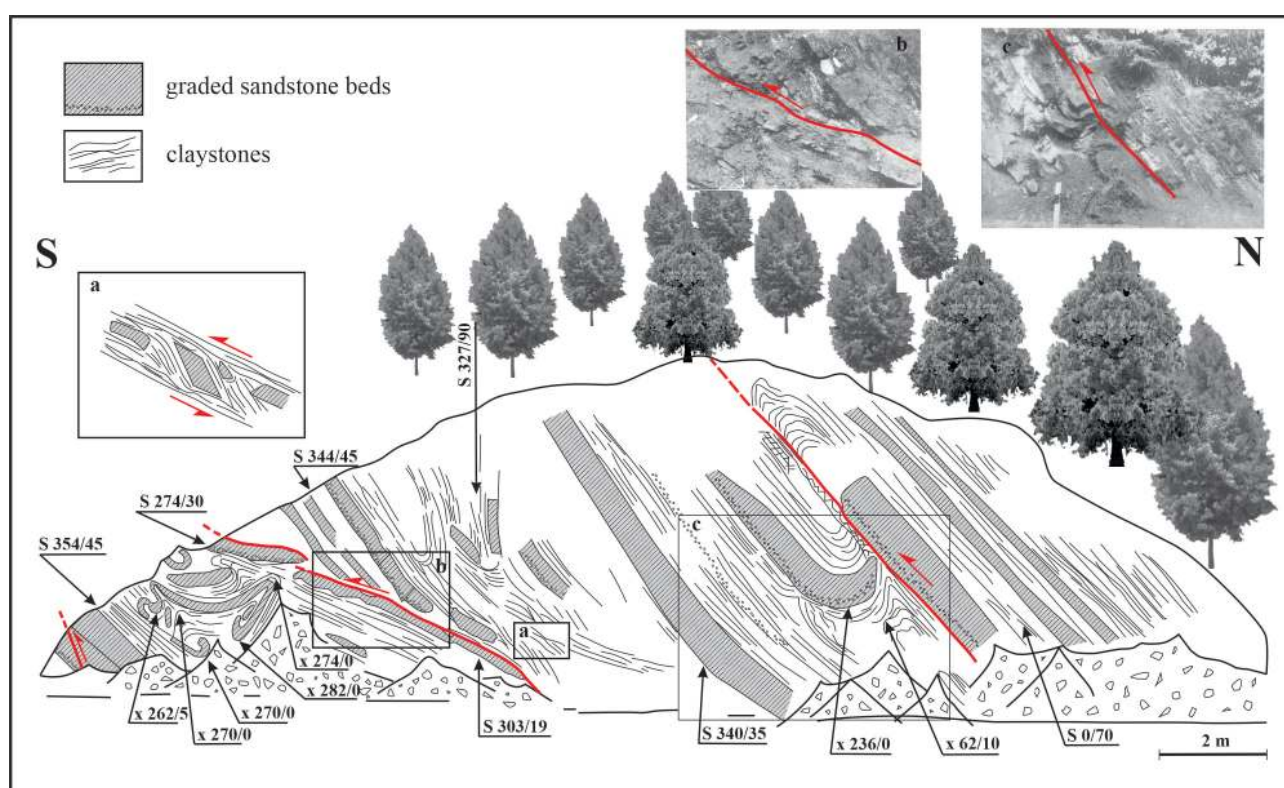 graded sandstone beds
claystones
b
c
S
N
a
S 327/90
S 344/45
S 274/30
S 354/45
b
c
a
x 274/0
x 282/0
x 262/5
x 270/0
x 270/0
S 303/19
S 340/35
x 236/0
x 62/10
S 0/70
2 m